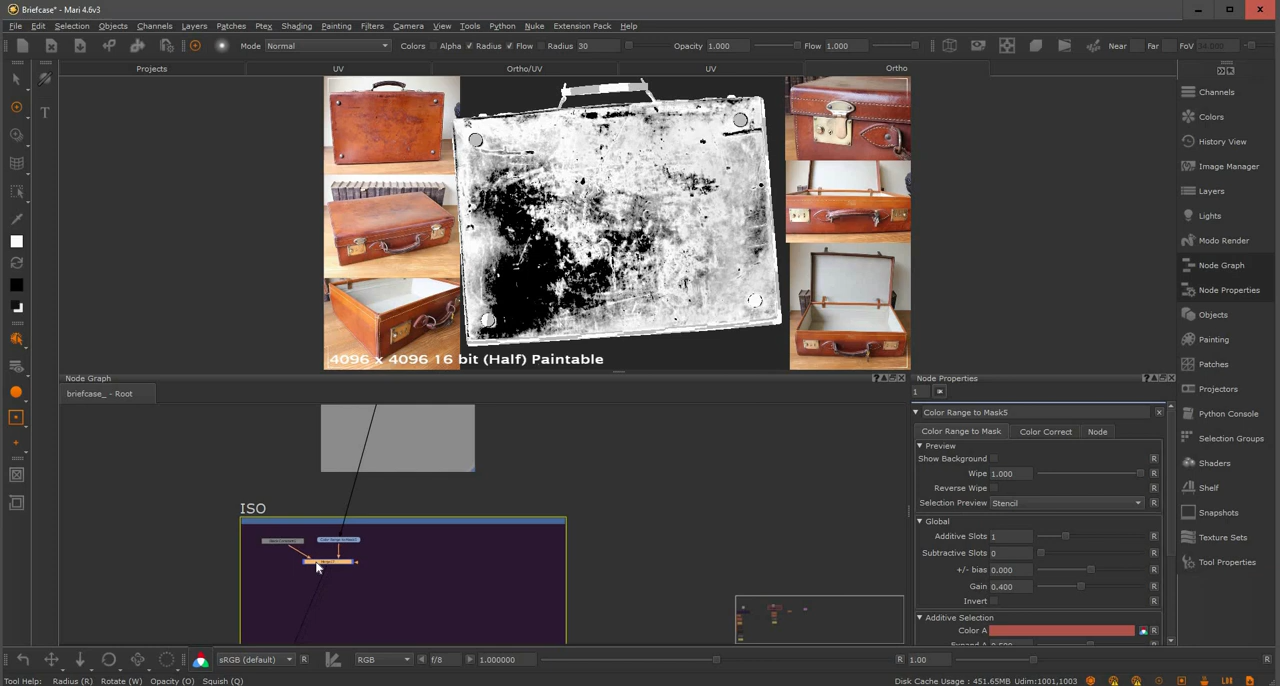 Briefcase* - Mari 4.6v3
File Edit Selection Objects Channels Layers Patches Ptex Shading Painting Filters Camera View Tools Python Nuke Extension Pack Help
Mode Normal Colors Alpha Radius Flow Radius 30 Opacity 1.000 Flow 1.000 Near Far FoV 34.000
Projects UV Ortho/UV UV Ortho
4096 x 4096 16 bit (Half) Paintable
Node Graph
briefcase_ - Root
ISO
Node Properties
1
Color Range to Mask5
Color Range to Mask Color Correct Node
Preview
Show Background R
Wipe 1.000 R
Reverse Wipe R
Selection Preview Stencil R
Global
Additive Slots 1 R
Subtractive Slots 0 R
+/- bias 0.000 R
Gain 0.400 R
Invert R
Additive Selection
Color A R
Channels
Colors
History View
Image Manager
Layers
Lights
Modo Render
Node Graph
Node Properties
Objects
Painting
Patches
Projectors
Python Console
Selection Groups
Shaders
Shelf
Snapshots
Texture Sets
Tool Properties
sRGB (default) R RGB f/8 1.000000 R 1.00 R
Tool Help: Radius (R) Rotate (W) Opacity (O) Squish (Q) Disk Cache Usage : 451.65MB Udim:1001,1003